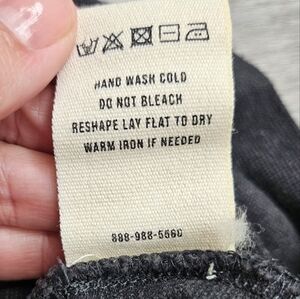 HAND WASH COLD
DO NOT BLEACH
RESHAPE LAY FLAT TO DRY
WARM IRON IF NEEDED
888-988-5660